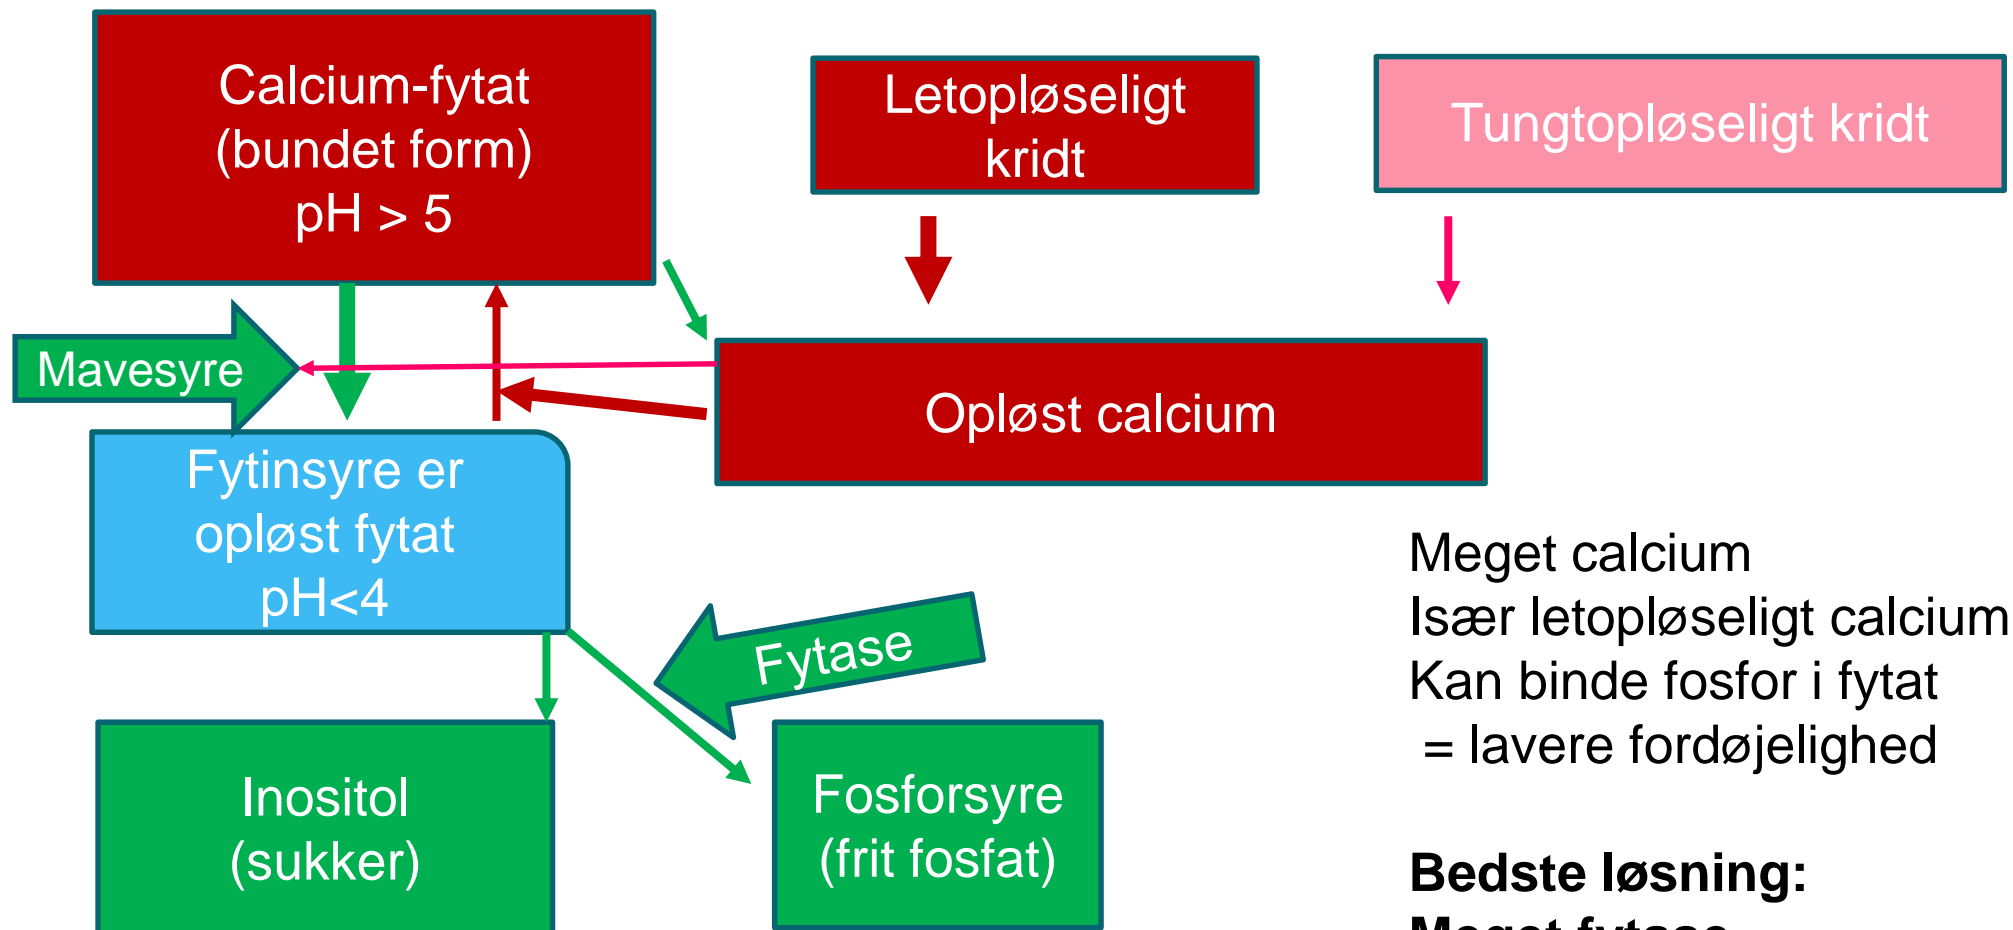 Calcium-fytat
(bundet form)
pH > 5
Letopløseligt
kridt
Tungtopløseligt kridt
Mavesyre
Opløst calcium
Fytinsyre er
opløst fytat
pH<4
Fytase
Inositol
(sukker)
Fosforsyre
(frit fosfat)
Meget calcium
Især letopløseligt calcium
Kan binde fosfor i fytat
= lavere fordøjelighed
Bedste løsning:
Meget fytase